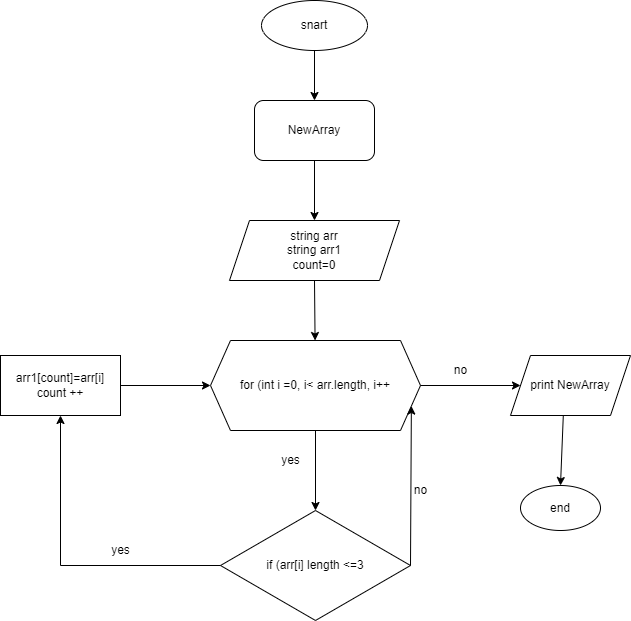 snart
NewArray
string arr
string arr1
count=0
arr1[count]=arr[i]
count ++
for (int i =0, i< arr.length, i++
no
print NewArray
yes
no
end
yes
if (arr[i] length <=3